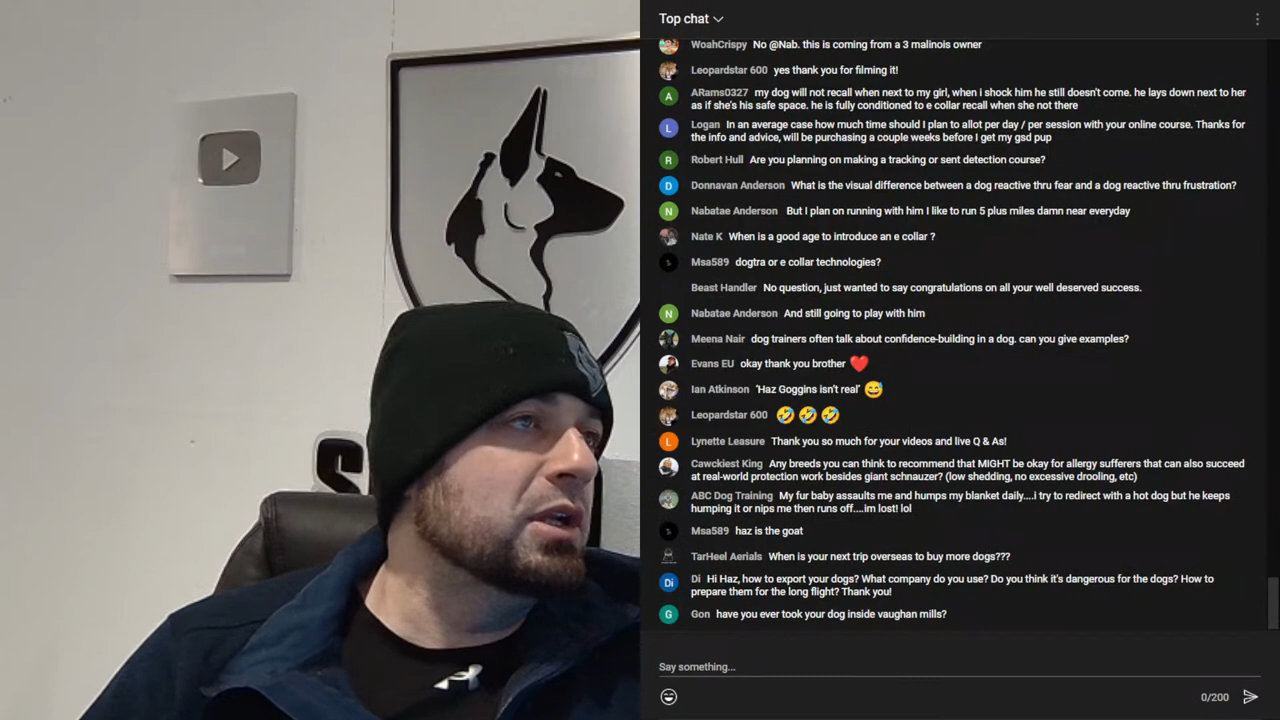 Top chat
WoahCrispy No @Nab. this is coming from a 3 malinois owner
Leopardstar 600 yes thank you for filming it!
A
ARams0327 my dog will not recall when next to my girl, when i shock him he still doesn't come. he lays down next to her
as if she's his safe space. he is fully conditioned to e collar recall when she not there
L
Logan In an average case how much time should I plan to allot per day / per session with your online course. Thanks for
the info and advice, will be purchasing a couple weeks before I get my gsd pup
R
Robert Hull Are you planning on making a tracking or sent detection course?
D
Donnavan Anderson What is the visual difference between a dog reactive thru fear and a dog reactive thru frustration?
N
Nabatae Anderson But I plan on running with him I like to run 5 plus miles damn near everyday
Nate K When is a good age to introduce an e collar ?
Msa589 dogtra or e collar technologies?
Beast Handler No question, just wanted to say congratulations on all your well deserved success.
N
Nabatae Anderson And still going to play with him
Meena Nair dog trainers often talk about confidence-building in a dog. can you give examples?
Evans EU okay thank you brother ❤️
Ian Atkinson 'Haz Goggins isn't real' 😅
Leopardstar 600 🤣🤣🤣
L
Lynette Leasure Thank you so much for your videos and live Q & As!
Cawckiest King Any breeds you can think to recommend that MIGHT be okay for allergy sufferers that can also succeed
at real-world protection work besides giant schnauzer? (low shedding, no excessive drooling, etc)
ABC Dog Training My fur baby assaults me and humps my blanket daily....i try to redirect with a hot dog but he keeps
humping it or nips me then runs off....im lost! lol
Msa589 haz is the goat
TarHeel Aerials When is your next trip overseas to buy more dogs???
Di
Di Hi Haz, how to export your dogs? What company do you use? Do you think it's dangerous for the dogs? How to
prepare them for the long flight? Thank you!
G
Gon have you ever took your dog inside vaughan mills?
Say something...
0/200
S